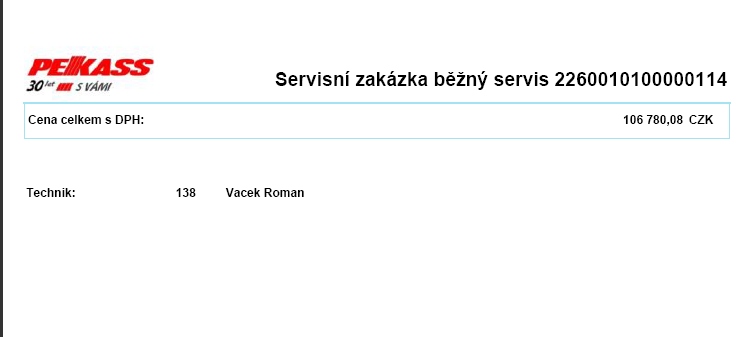 PEKASS
30 let S VÁMI
Servisní zakázka běžný servis 2260010100000114
Cena celkem s DPH: 106 780,08 CZK
Technik: 138 Vacek Roman